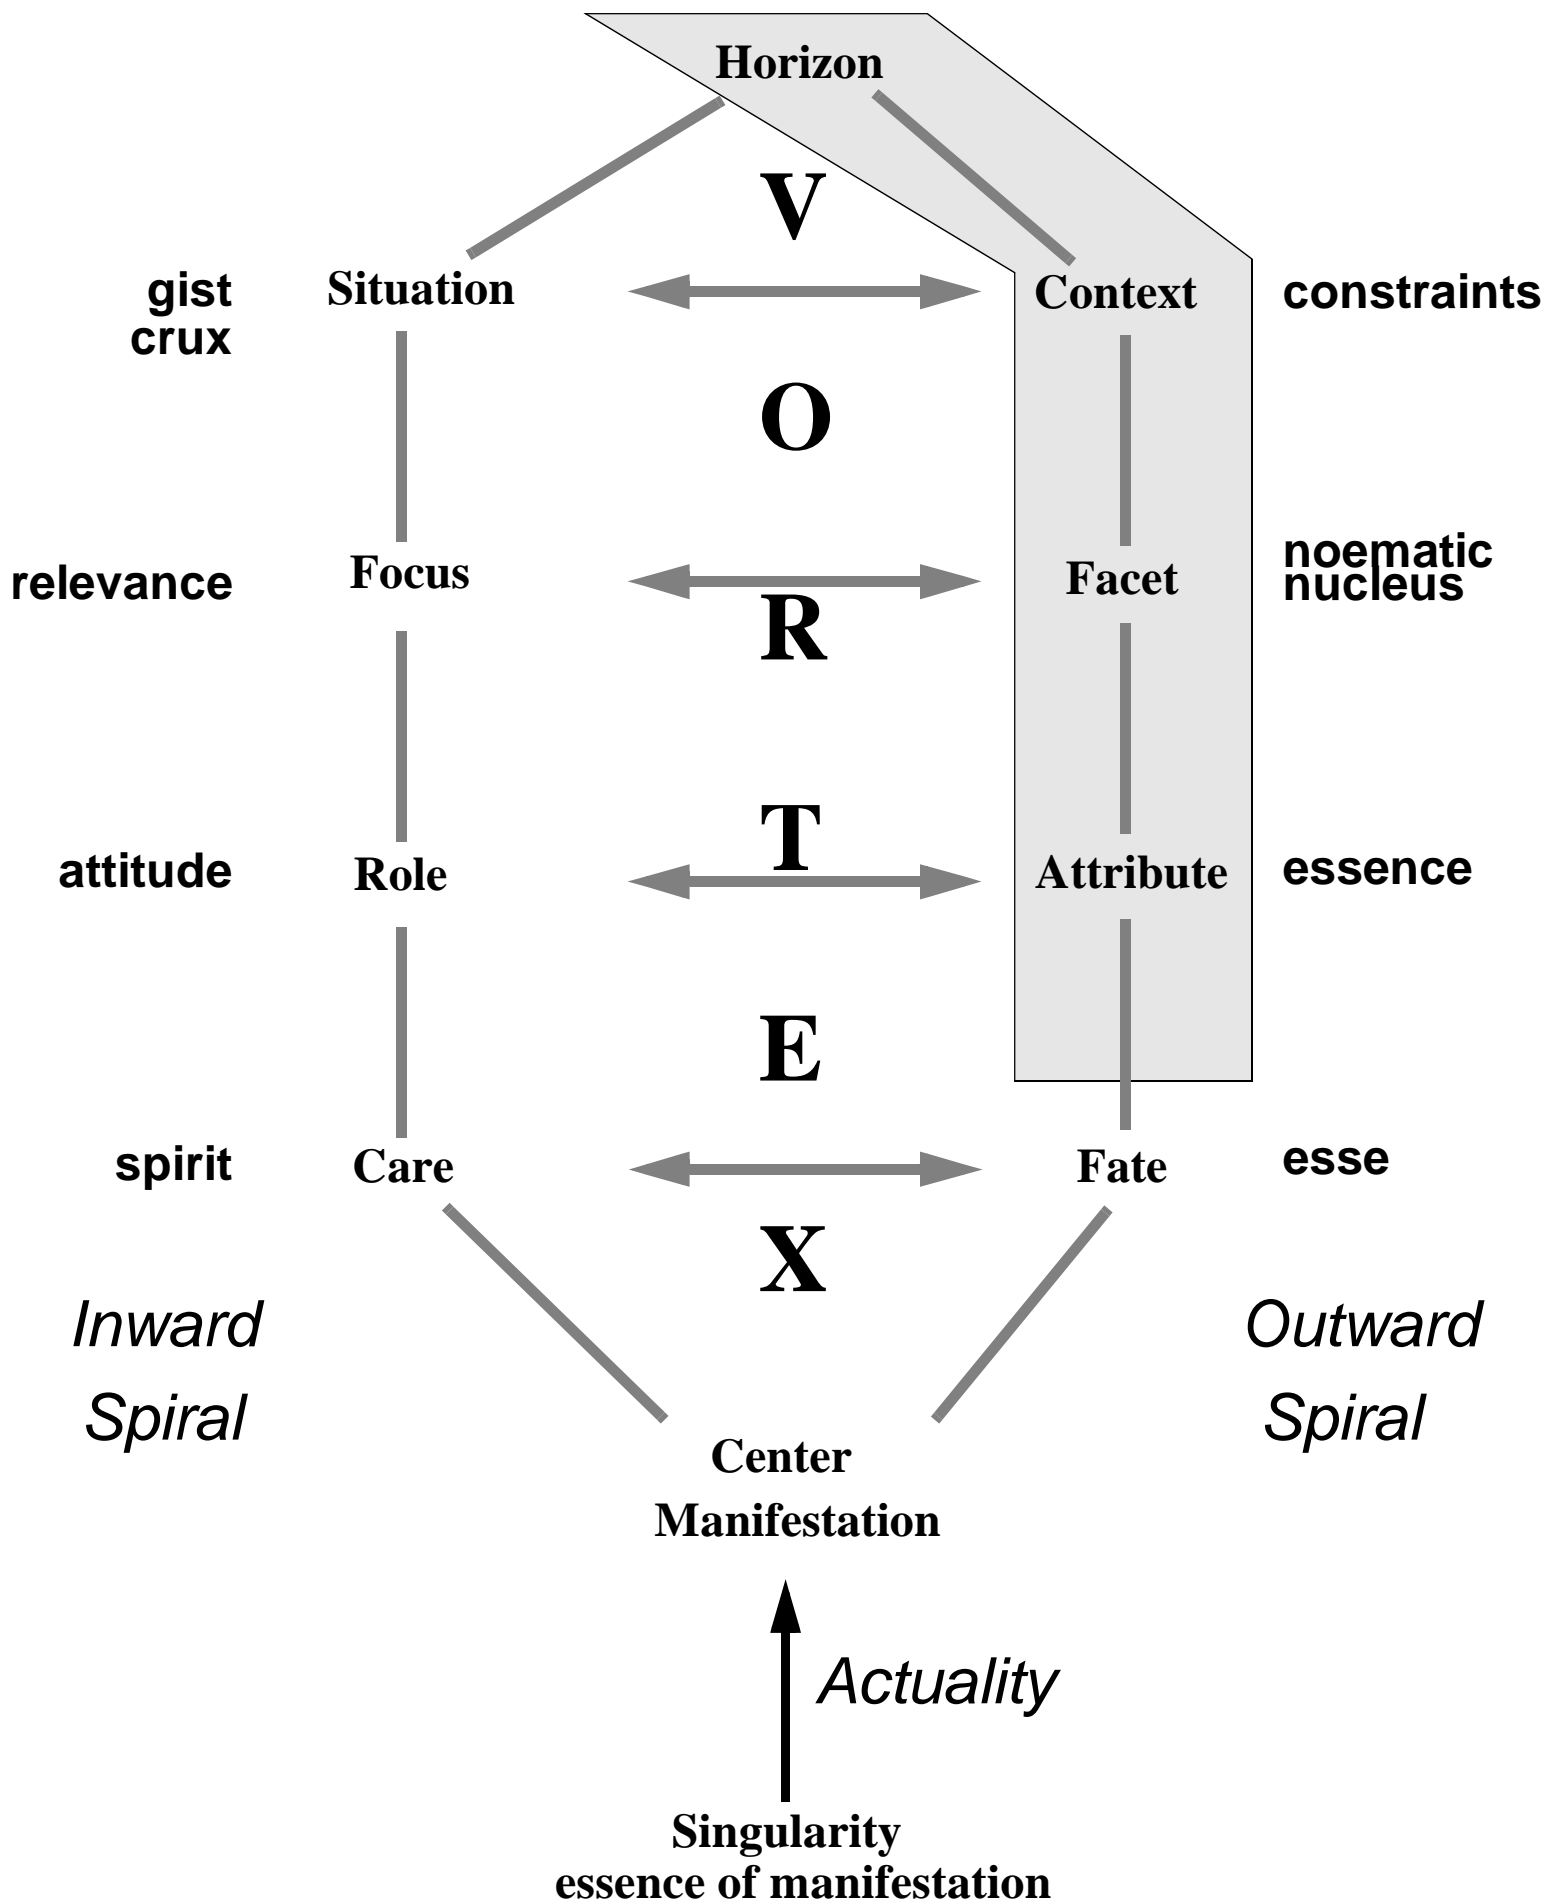 Horizon
V
gist
crux
Situation
Context
constraints
O
relevance
Focus
Facet
noematic
nucleus
R
T
attitude
Role
Attribute
essence
E
spirit
Care
Fate
esse
X
Inward
Spiral
Outward
Spiral
Center
Manifestation
Actuality
Singularity
essence of manifestation